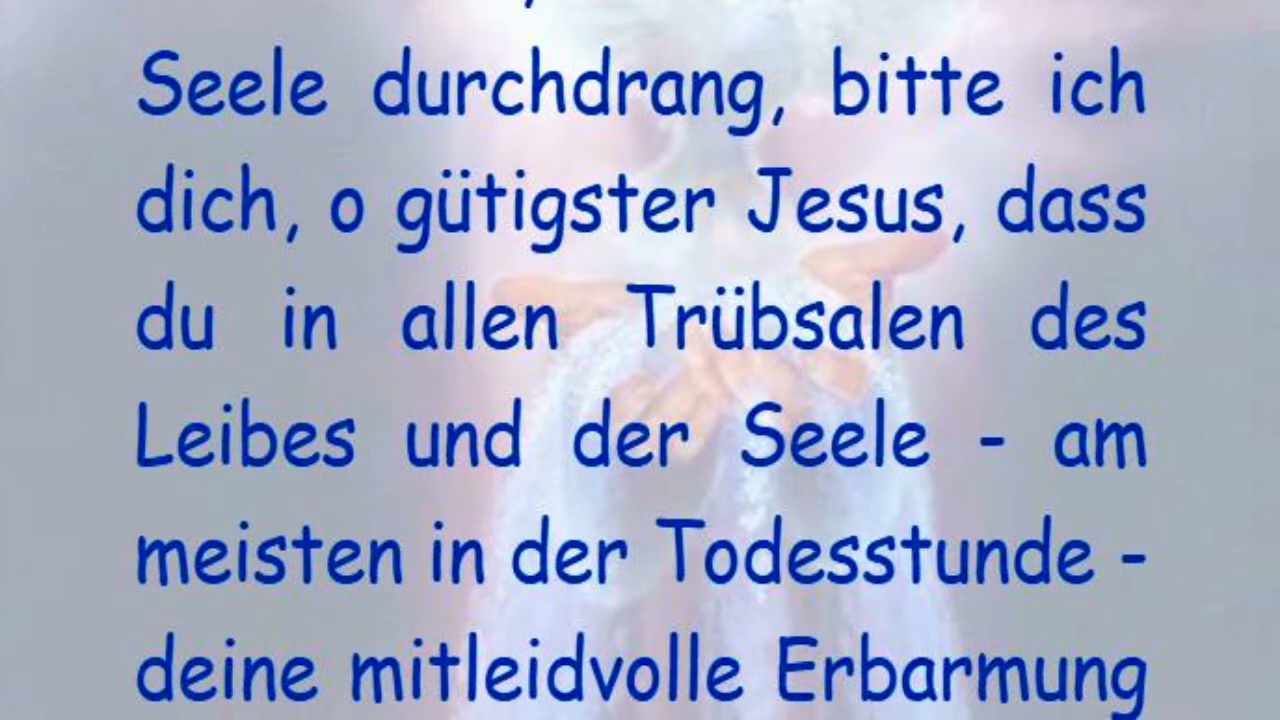 Seele durchdrang, bitte ich
dich, o gütigster Jesus, dass
du in allen Trübsalen des
Leibes und der Seele - am
meisten in der Todesstunde -
deine mitleidvolle Erbarmung